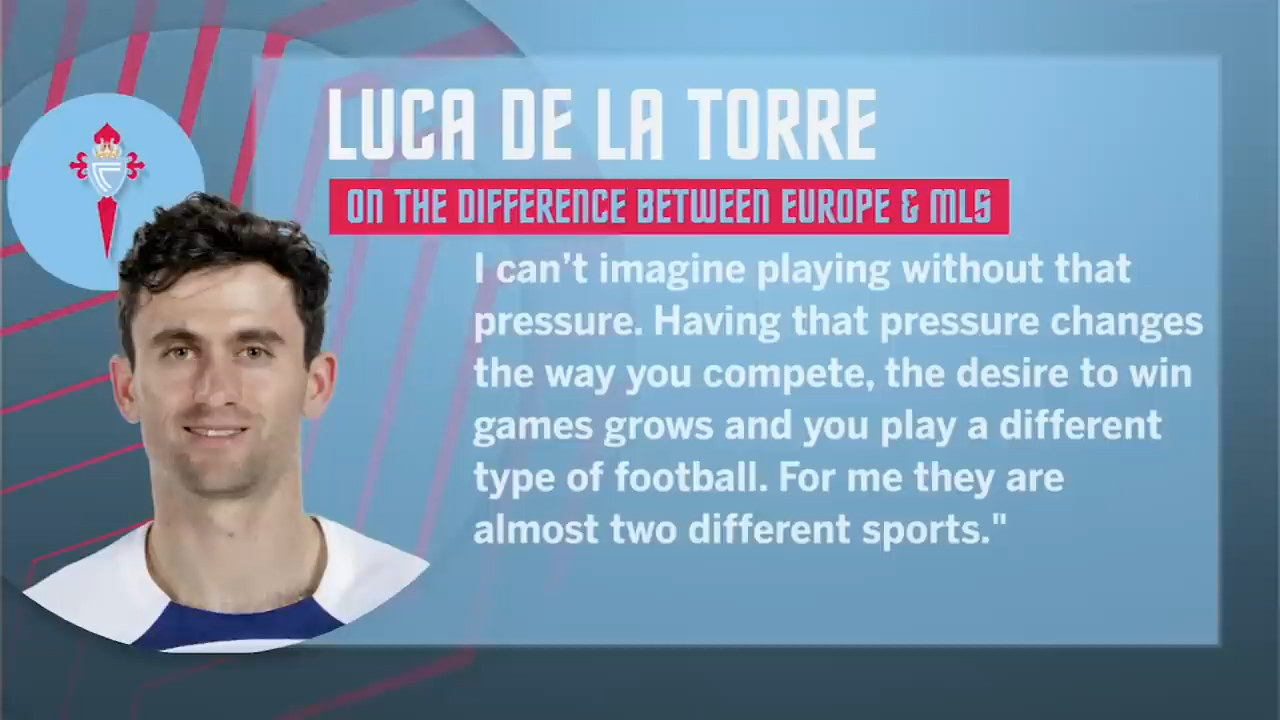 LUCA DE LA TORRE
ON THE DIFFERENCE BETWEEN EUROPE & MLS
I can't imagine playing without that
pressure. Having that pressure changes
the way you compete, the desire to win
games grows and you play a different
type of football. For me they are
almost two different sports."